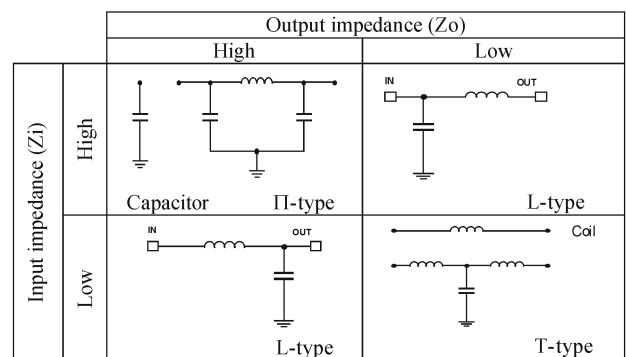 Output impedance (Zo)
High
Low
Input impedance (Zi)
High
Capacitor
Π-type
IN
OUT
L-type
Low
IN
OUT
L-type
Coil
T-type